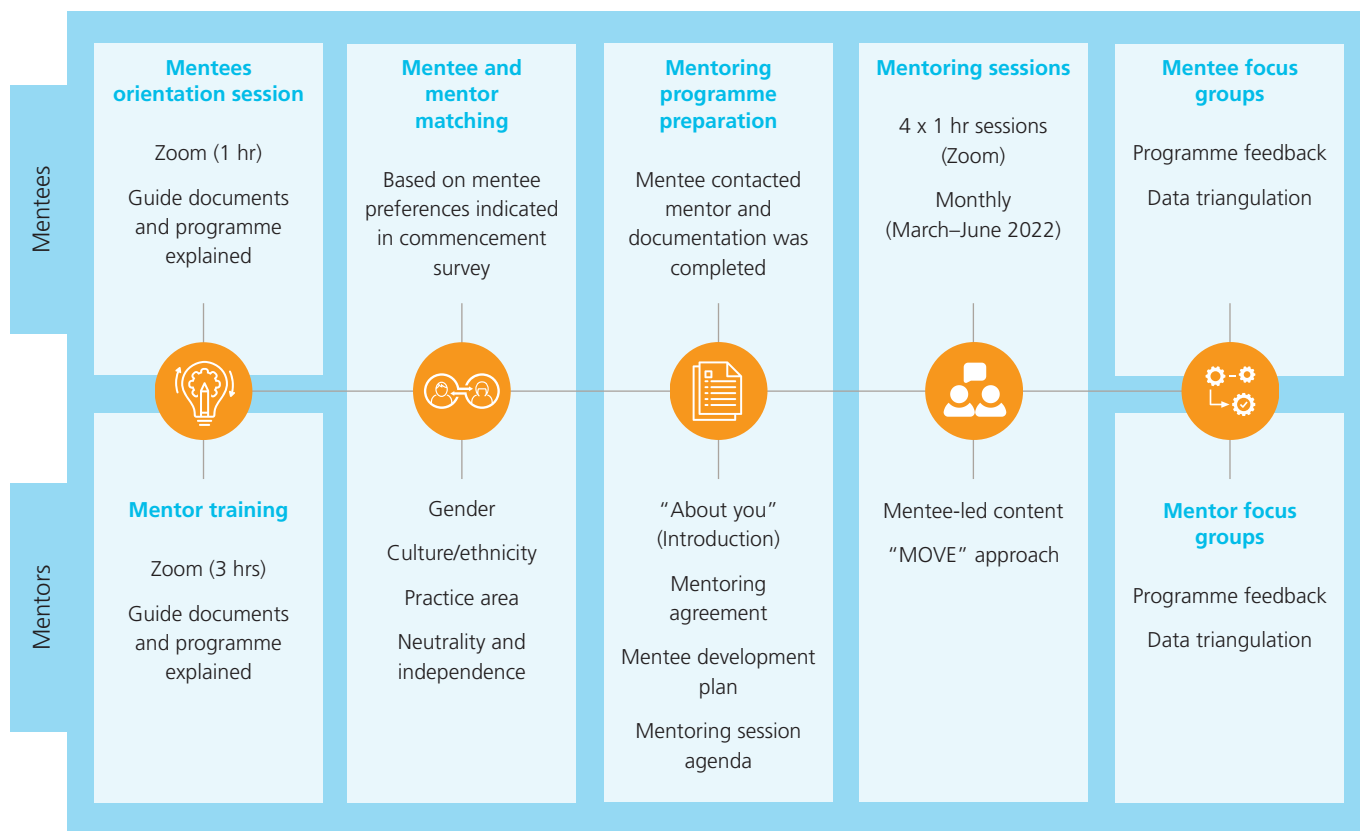 Mentees
Mentees
orientation session
Zoom (1 hr)
Guide documents
and programme
explained
Mentee and
mentor
matching
Based on mentee
preferences indicated
in commencement
survey
Mentoring
programme
preparation
Mentee contacted
mentor and
documentation was
completed
Mentoring sessions
4 x 1 hr sessions
(Zoom)
Monthly
(March–June 2022)
Mentee focus
groups
Programme feedback
Data triangulation
Mentors
Mentor training
Zoom (3 hrs)
Guide documents
and programme
explained
Gender
Culture/ethnicity
Practice area
Neutrality and
independence
“About you”
(Introduction)
Mentoring
agreement
Mentee development
plan
Mentoring session
agenda
Mentee-led content
“MOVE” approach
Mentor focus
groups
Programme feedback
Data triangulation